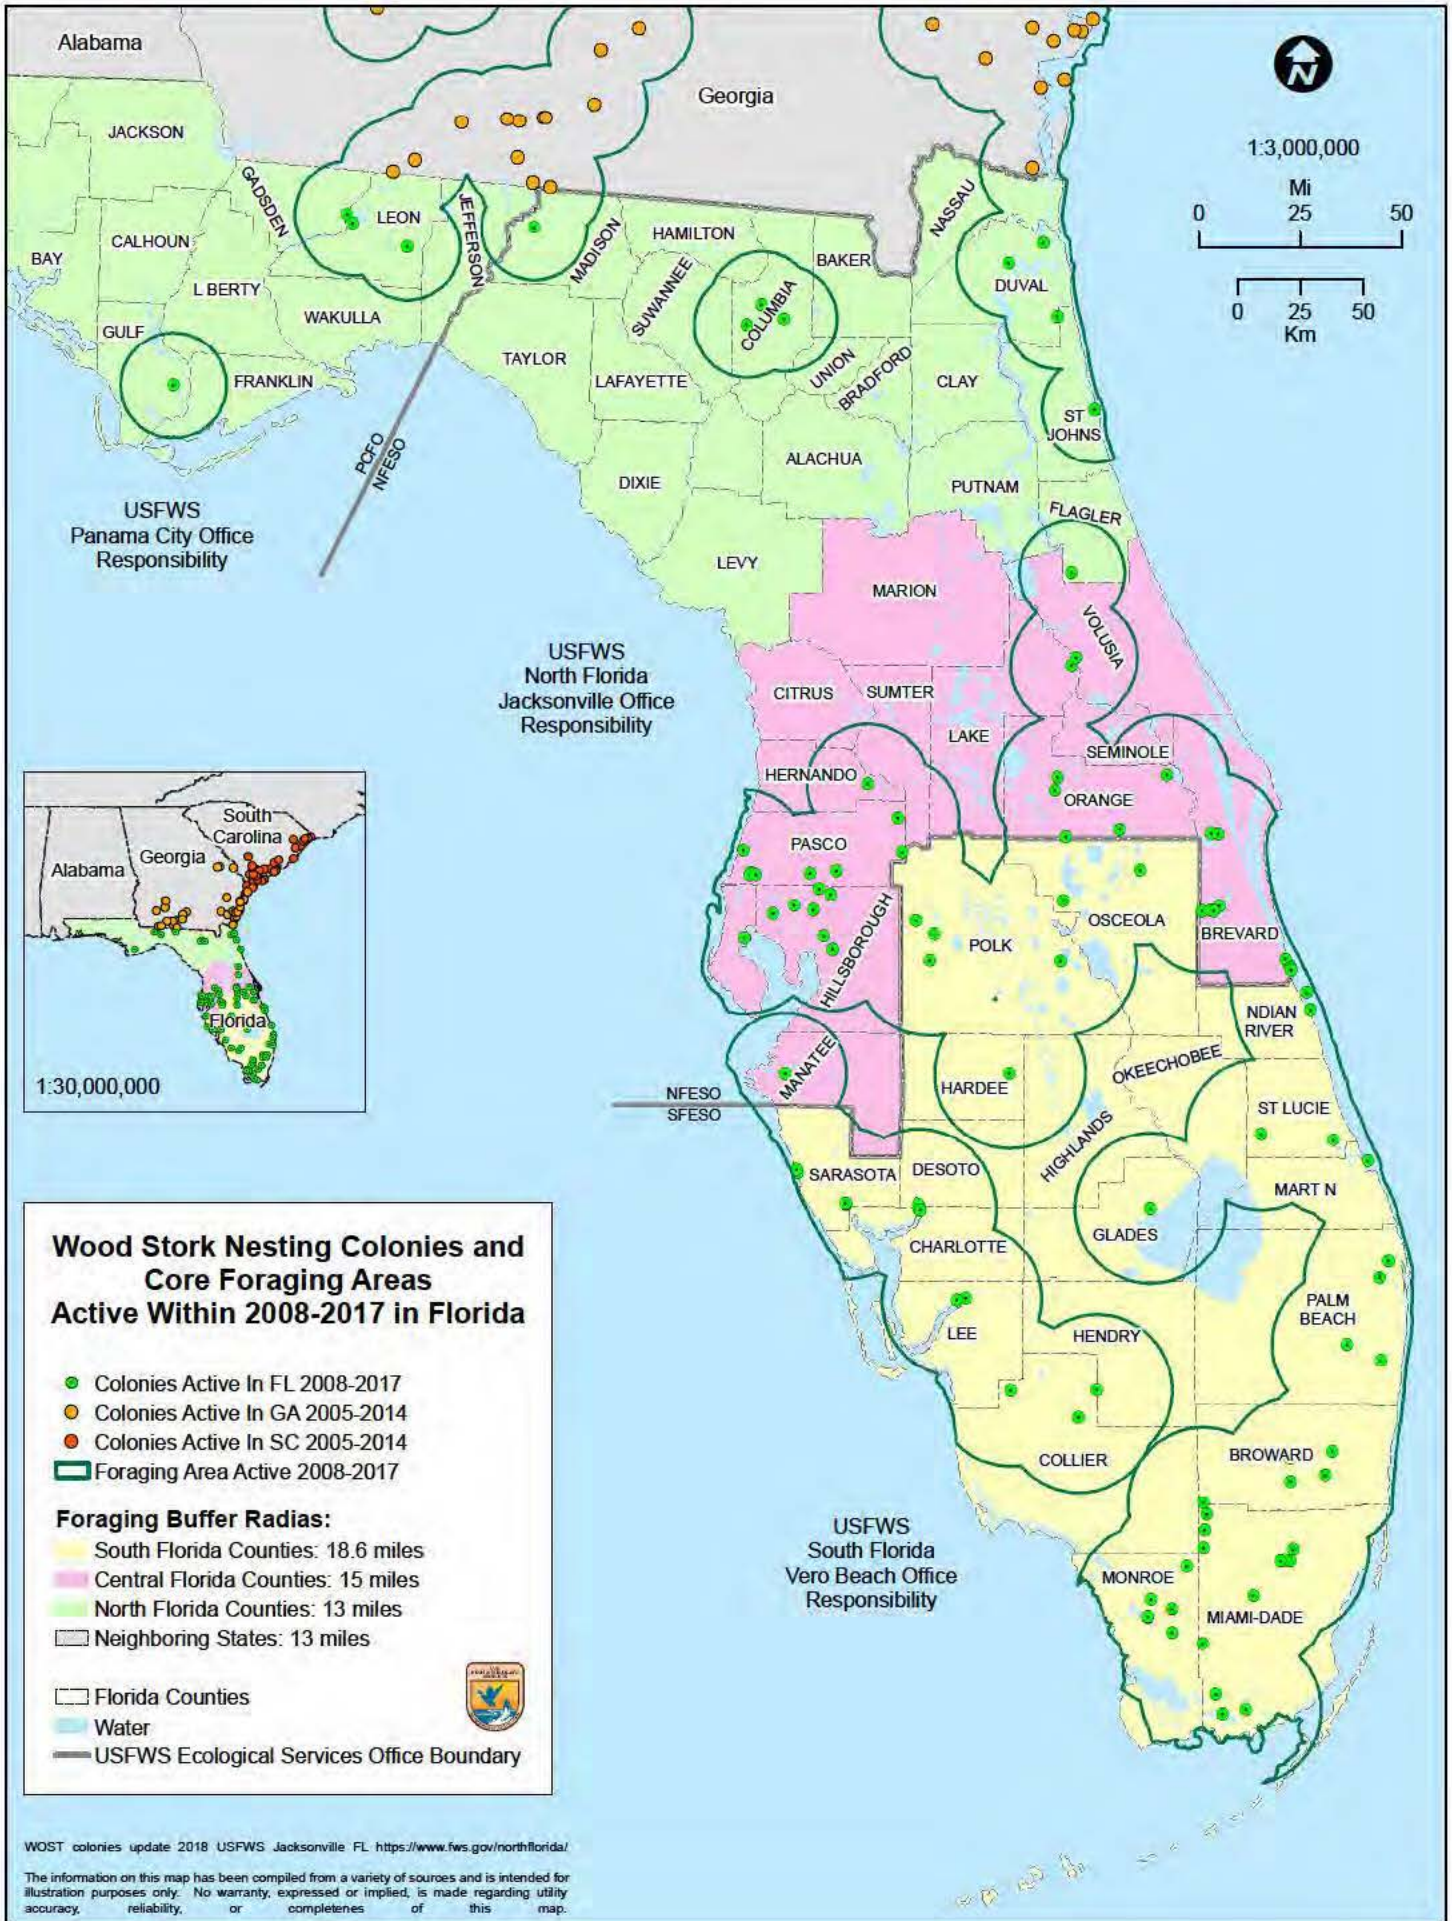 Alabama
Georgia
N
1:3,000,000
Mi
0 25 50
0 25 50
Km
JACKSON
GADSDEN
LEON
JEFFERSON
MADISON
HAMILTON
NASSAU
BAKER
BAY
CALHOUN
L BERTY
SUWANNEE
COLUMBIA
DUVAL
GULF
WAKULLA
TAYLOR
LAFAYETTE
UNION
BRADFORD
CLAY
FRANKLIN
ST
JOHNS
PCFO
NFESO
DIXIE
ALACHUA
PUTNAM
FLAGLER
USFWS
Panama City Office
Responsibility
LEVY
MARION
VOLUSIA
USFWS
North Florida
Jacksonville Office
Responsibility
CITRUS
SUMTER
LAKE
SEMINOLE
HERNANDO
ORANGE
PASCO
HILLSBOROUGH
POLK
OSCEOLA
BREVARD
South
Carolina
Georgia
Alabama
Florida
1:30,000,000
NDIAN
RIVER
MANATEE
HARDEE
OKEECHOBEE
NFESO
SFESO
ST LUCIE
HIGHLANDS
SARASOTA
DESOTO
MART N
GLADES
CHARLOTTE
PALM
BEACH
LEE
HENDRY
COLLIER
BROWARD
USFWS
South Florida
Vero Beach Office
Responsibility
MONROE
MIAMI-DADE
Wood Stork Nesting Colonies and
Core Foraging Areas
Active Within 2008-2017 in Florida
Colonies Active In FL 2008-2017
Colonies Active In GA 2005-2014
Colonies Active In SC 2005-2014
Foraging Area Active 2008-2017
Foraging Buffer Radias:
South Florida Counties: 18.6 miles
Central Florida Counties: 15 miles
North Florida Counties: 13 miles
Neighboring States: 13 miles
Florida Counties
Water
USFWS Ecological Services Office Boundary
WOST colonies update 2018 USFWS Jacksonville FL https://www.fws.gov/northflorida/
The information on this map has been compiled from a variety of sources and is intended for
illustration purposes only. No warranty, expressed or implied, is made regarding utility
accuracy, reliability, or completenes of this map.